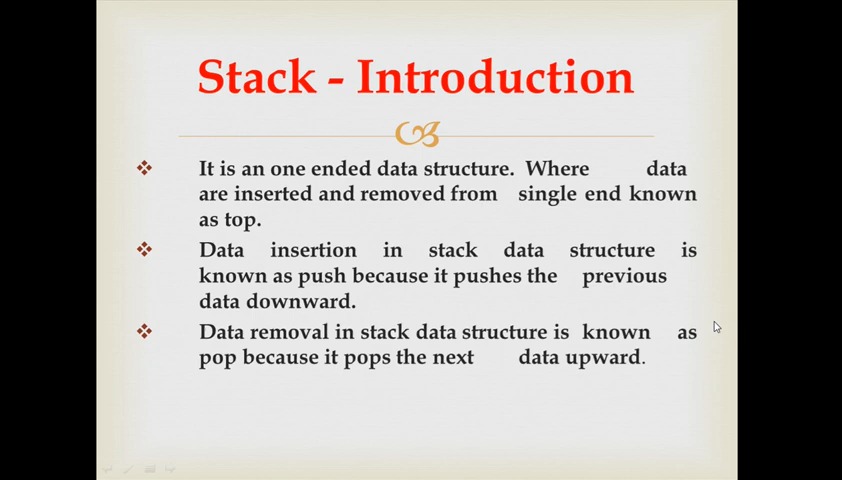 Stack - Introduction
It is an one ended data structure. Where data
are inserted and removed from single end known
as top.
Data insertion in stack data structure is
known as push because it pushes the previous
data downward.
Data removal in stack data structure is known as
pop because it pops the next data upward.